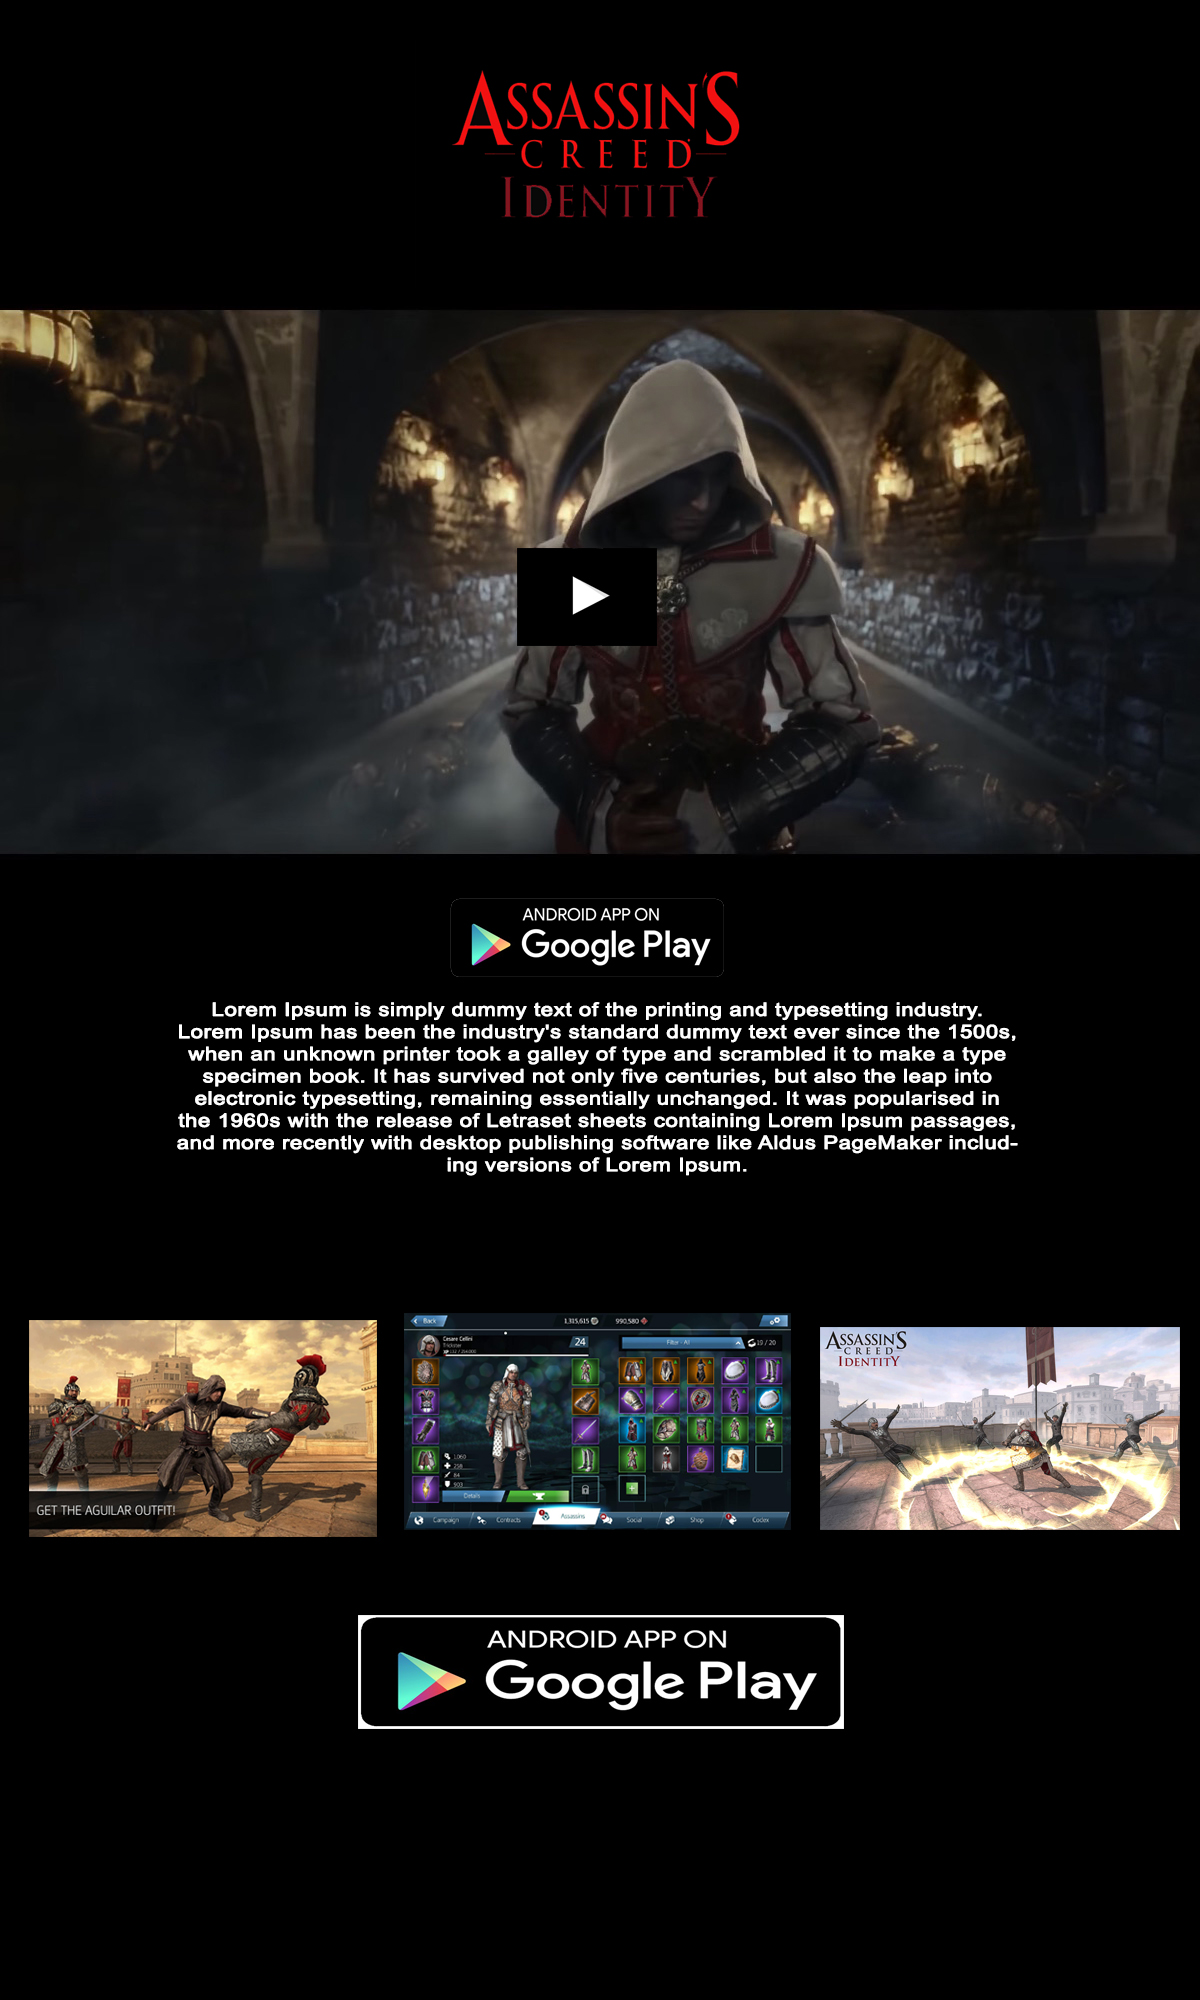 ASSASSIN'S
CREED
IDENTITY
ANDROID APP ON
Google Play
Lorem Ipsum is simply dummy text of the printing and typesetting industry.
Lorem Ipsum has been the industry's standard dummy text ever since the 1500s,
when an unknown printer took a galley of type and scrambled it to make a type
specimen book. It has survived not only five centuries, but also the leap into
electronic typesetting, remaining essentially unchanged. It was popularised in
the 1960s with the release of Letraset sheets containing Lorem Ipsum passages,
and more recently with desktop publishing software like Aldus PageMaker includ-
ing versions of Lorem Ipsum.
GET THE AGUILAR OUTFIT!
Back 1,315,615 990,580
Cesare Cellini 24 Filter - All 19 / 20
Trickster
1,060
258
84
903
Details
Campaign Contracts Assassins Social Shop Codex
ASSASSIN'S
CREED
IDENTITY
ANDROID APP ON
Google Play